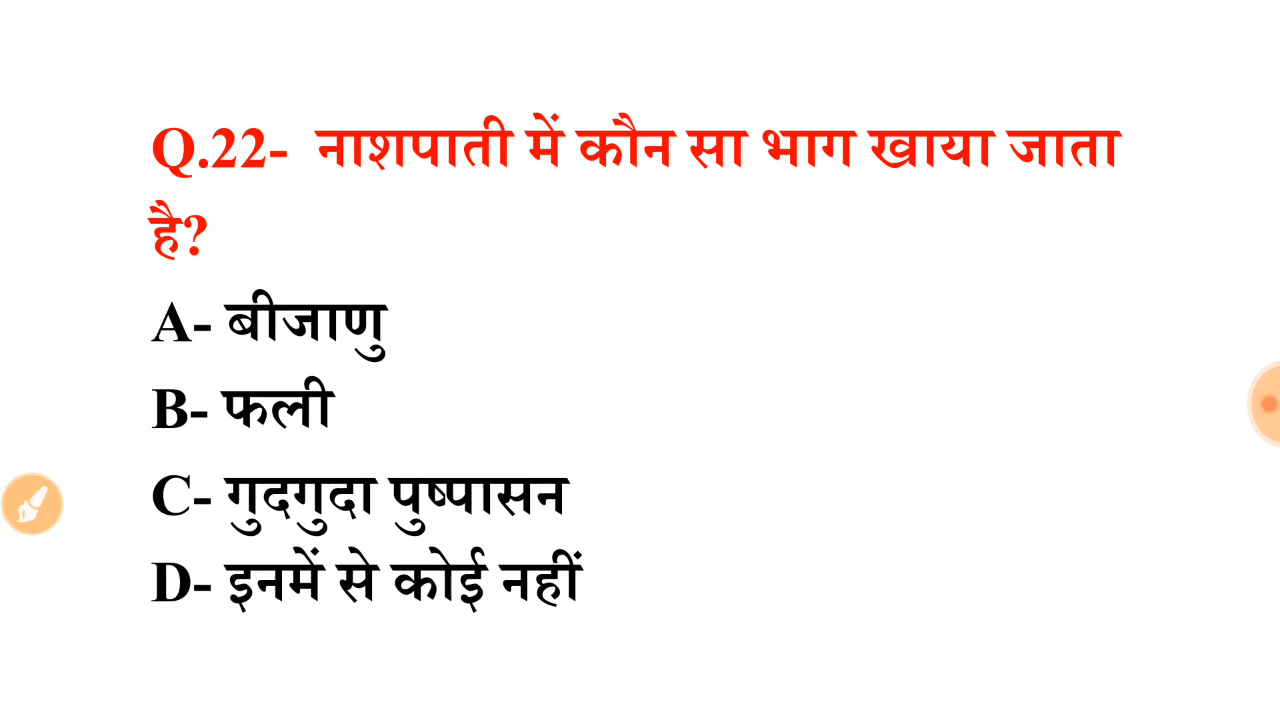 Q.22- नाशपाती में कौन सा भाग खाया जाता
है?
A- बीजाणु
B- फली
C- गुदगुदा पुष्पासन
D- इनमें से कोई नहीं